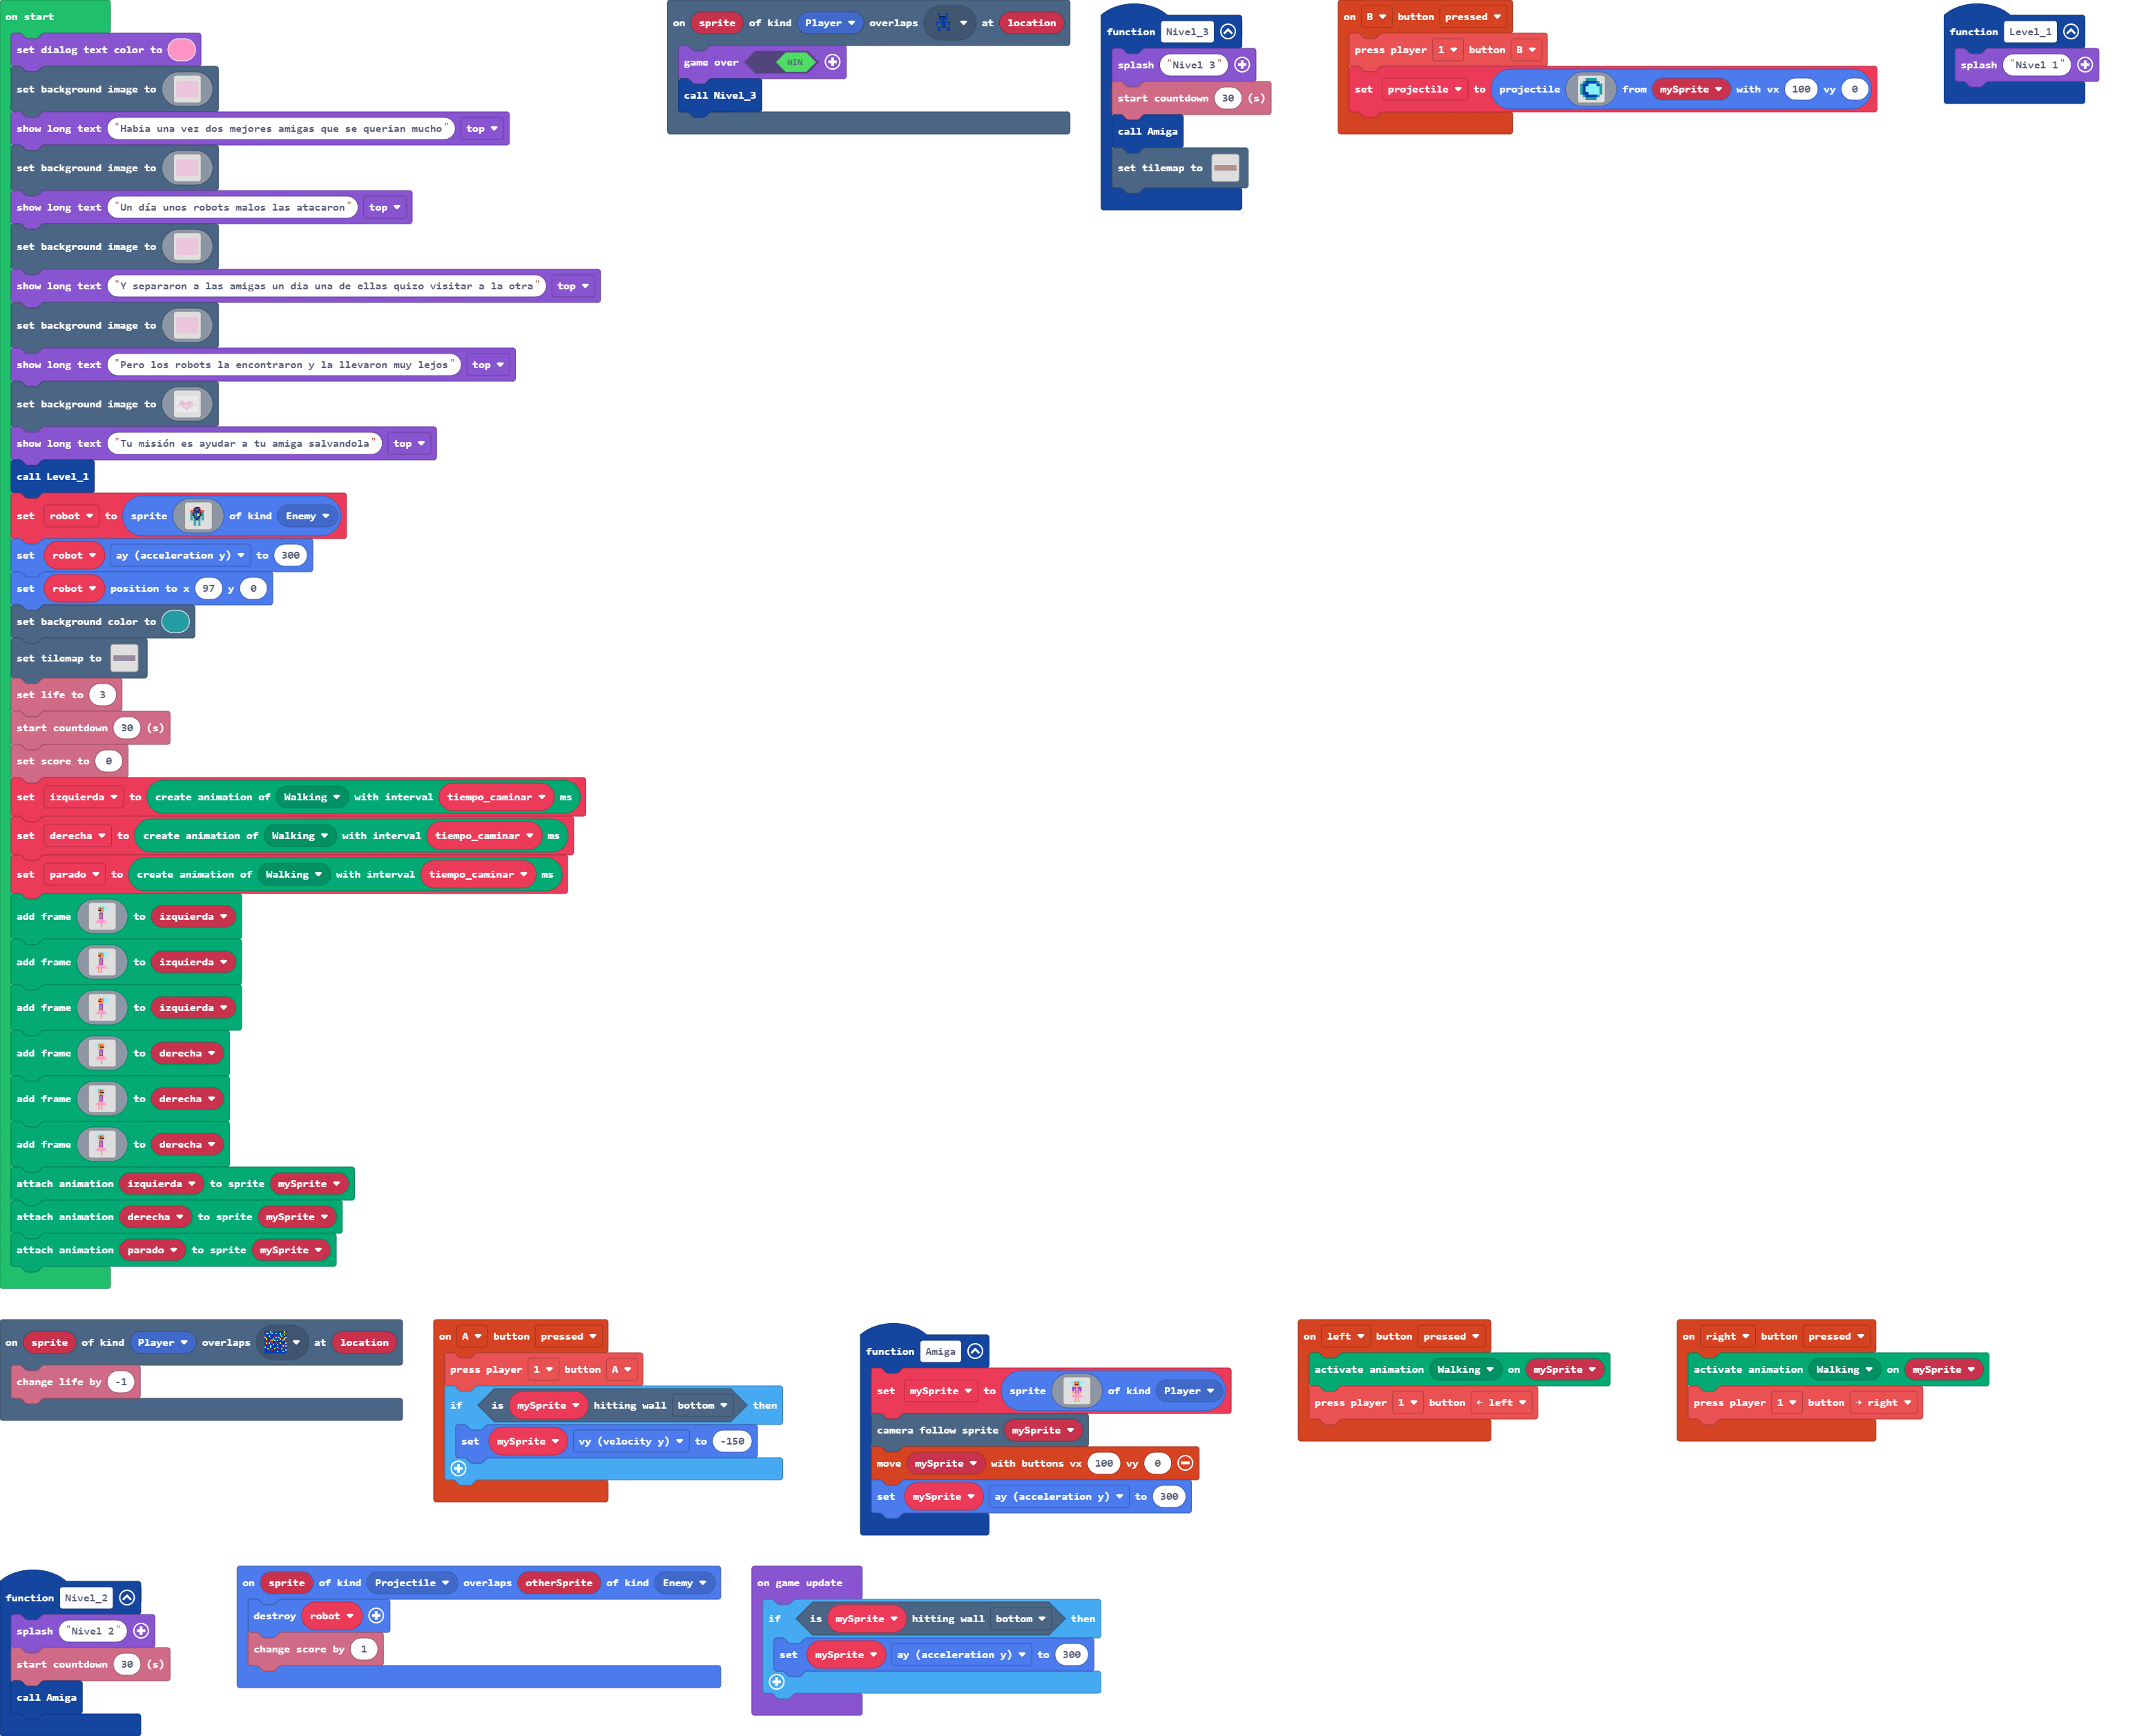 on start
set dialog text color to
set background image to
show long text "Habia una vez dos mejores amigas que se querian mucho" top
set background image to
show long text "Un día unos robots malos las atacaron" top
set background image to
show long text "Y separaron a las amigas un dia una de ellas quizo visitar a la otra" top
set background image to
show long text "Pero los robots la encontraron y la llevaron muy lejos" top
set background image to
show long text "Tu misión es ayudar a tu amiga salvandola" top
call Level_1
set robot to sprite of kind Enemy
set robot ay (acceleration y) to 300
set robot position to x 97 y 0
set background color to
set tilemap to
set life to 3
start countdown 30 (s)
set score to 0
set izquierda to create animation of Walking with interval tiempo_caminar ms
set derecha to create animation of Walking with interval tiempo_caminar ms
set parado to create animation of Walking with interval tiempo_caminar ms
add frame to izquierda
add frame to izquierda
add frame to izquierda
add frame to derecha
add frame to derecha
add frame to derecha
attach animation izquierda to sprite mySprite
attach animation derecha to sprite mySprite
attach animation parado to sprite mySprite
on sprite of kind Player overlaps at location
game over WIN
call Nivel_3
function Nivel_3
splash "Nivel 3"
start countdown 30 (s)
call Amiga
set tilemap to
on B button pressed
press player 1 button B
set projectile to projectile from mySprite with vx 100 vy 0
function Level_1
splash "Nivel 1"
on sprite of kind Player overlaps at location
change life by -1
on A button pressed
press player 1 button A
if is mySprite hitting wall bottom then
set mySprite vy (velocity y) to -150
function Amiga
set mySprite to sprite of kind Player
camera follow sprite mySprite
move mySprite with buttons vx 100 vy 0
set mySprite ay (acceleration y) to 300
on left button pressed
activate animation Walking on mySprite
press player 1 button ← left
on right button pressed
activate animation Walking on mySprite
press player 1 button → right
function Nivel_2
splash "Nivel 2"
start countdown 30 (s)
call Amiga
on sprite of kind Projectile overlaps otherSprite of kind Enemy
destroy robot
change score by 1
on game update
if is mySprite hitting wall bottom then
set mySprite ay (acceleration y) to 300